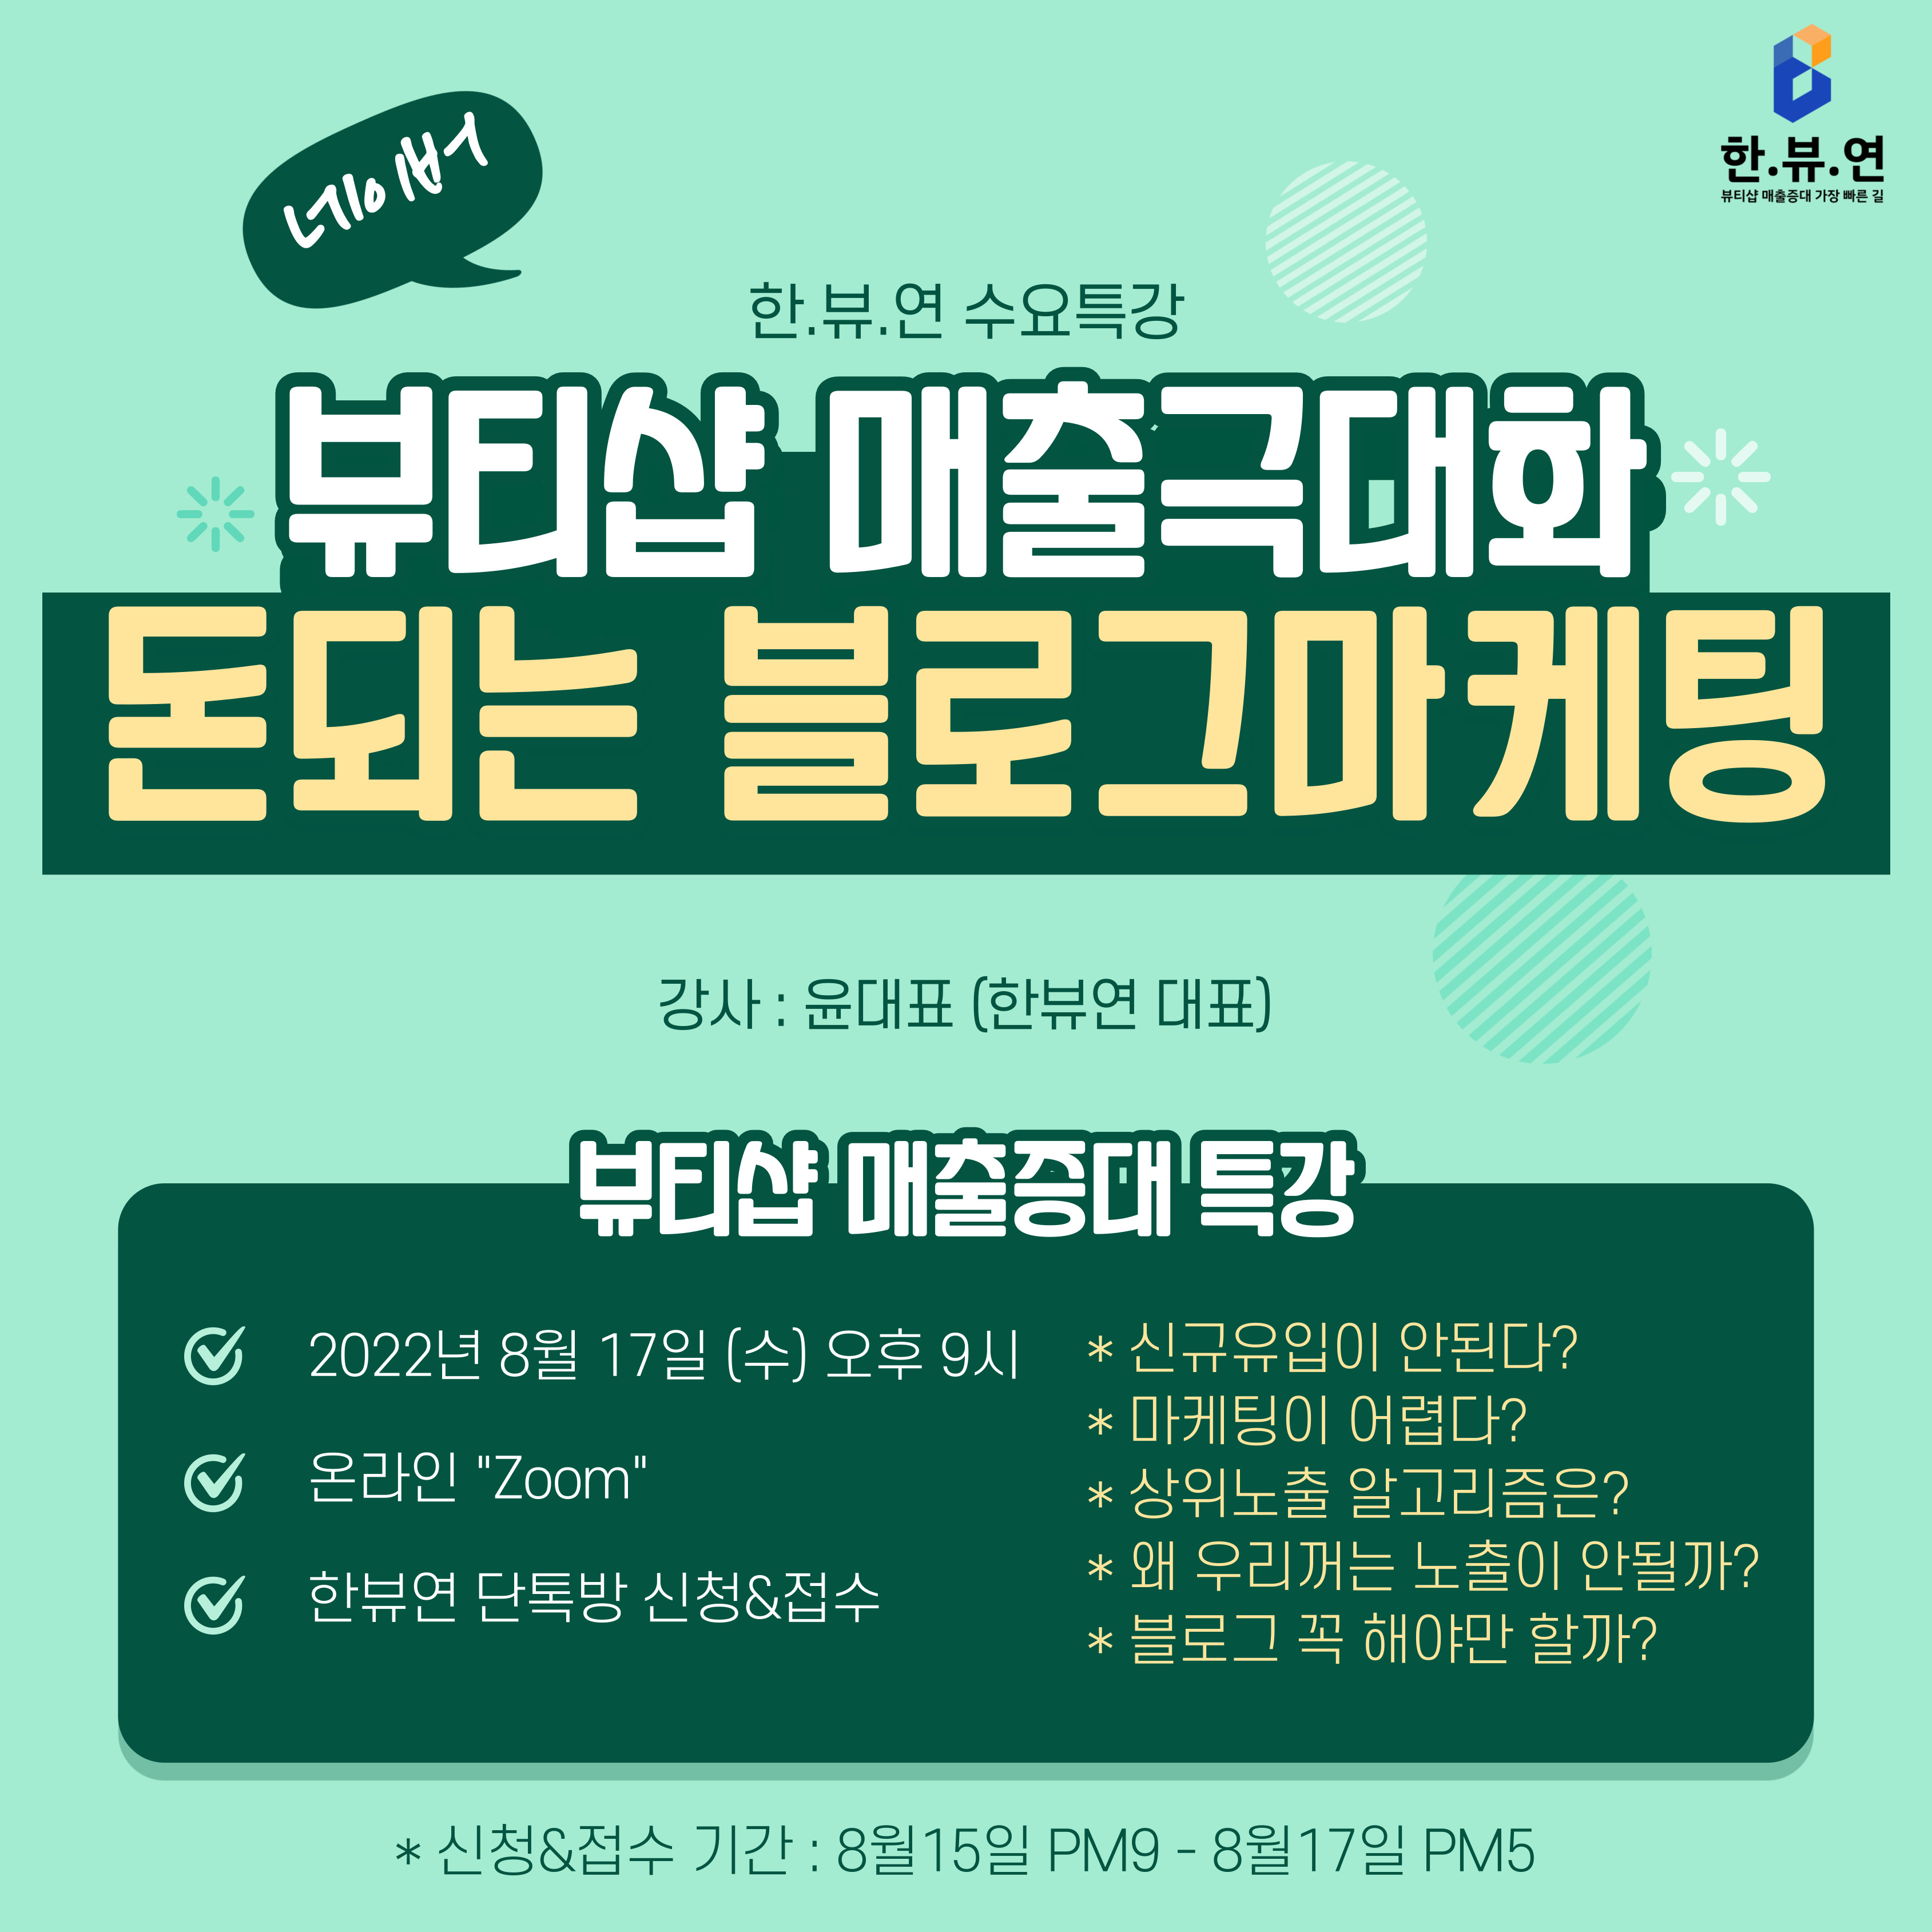 한.뷰.연
뷰티샵 매출증대 가장 빠른 길
한.뷰.연 수요특강
뷰티샵 매출극대화
돈되는 블로그마케팅
강사 : 윤대표 (한뷰연 대표)
뷰티샵 매출증대 특강
2022년 8월 17일 (수) 오후 9시
온라인 "Zoom"
한뷰연 단톡방 신청&접수
* 신규유입이 안된다?
* 마케팅이 어렵다?
* 상위노출 알고리즘은?
* 왜 우리꺼는 노출이 안될까?
* 블로그 꼭 해야만 할까?
* 신청&접수 기간 : 8월15일 PM9 - 8월17일 PM5